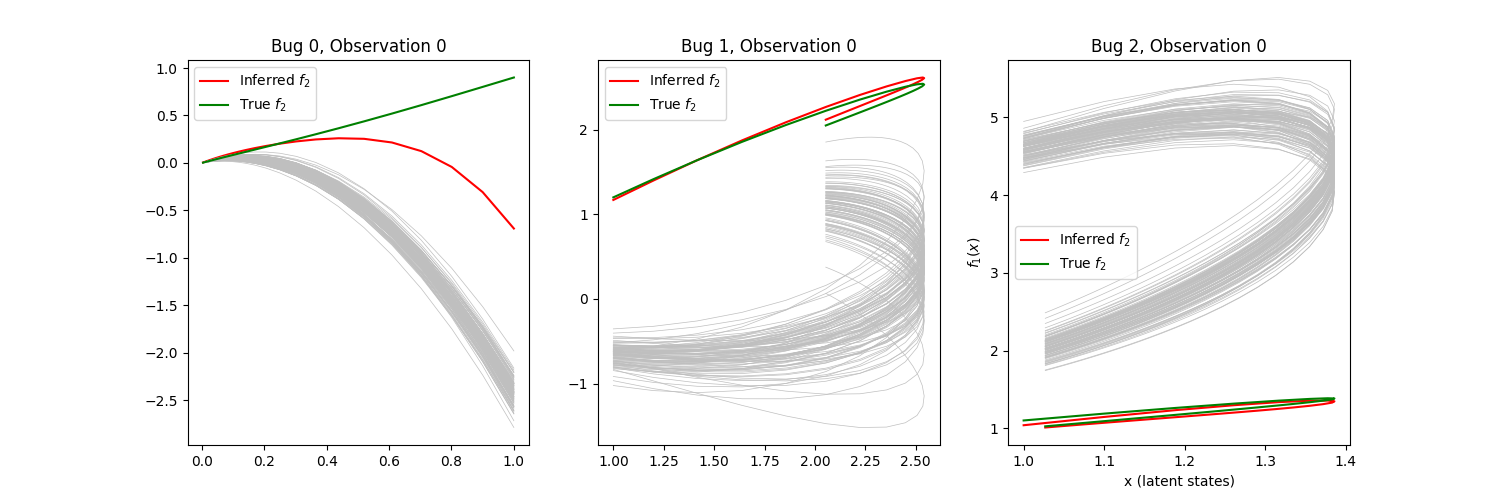 Bug 0, Observation 0
Inferred f₂
True f₂
1.0
0.5
0.0
−0.5
−1.0
−1.5
−2.0
−2.5
0.0 0.2 0.4 0.6 0.8 1.0
Bug 1, Observation 0
Inferred f₂
True f₂
2
1
0
−1
1.00 1.25 1.50 1.75 2.00 2.25 2.50
Bug 2, Observation 0
Inferred f₂
True f₂
f₁(x)
5
4
3
2
1
1.0 1.1 1.2 1.3 1.4
x (latent states)